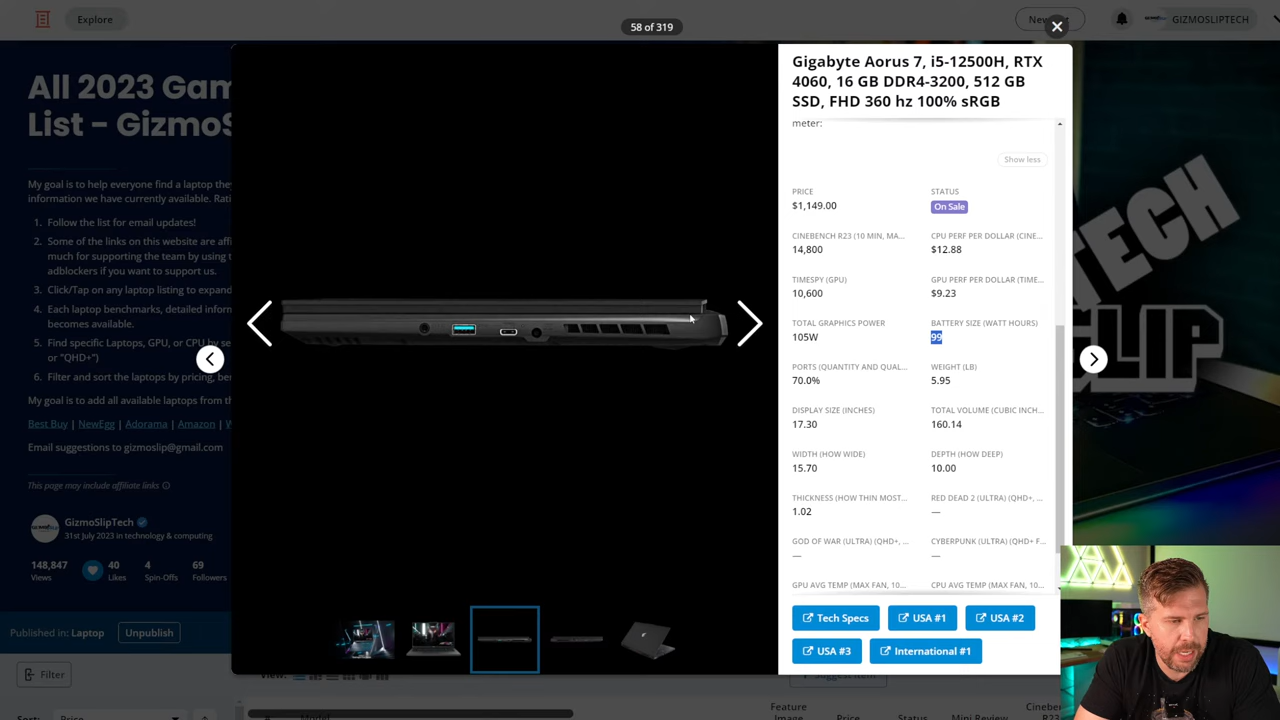 Explore
58 of 319
New
GIZMOSLIPTECH
All 2023 Gam
List - GizmoS
My goal is to help everyone find a laptop they
information we have currently available. Rati
1. Follow the list for email updates!
2. Some of the links on this website are affi
much for supporting the team by using t
adblockers if you want to support us.
3. Click/Tap on any laptop listing to expand
4. Each laptop benchmarks, detailed inform
becomes available.
5. Find specific Laptops, GPU, or CPU by se
or "QHD+")
6. Filter and sort the laptops by pricing, be
My goal is to add all available laptops from th
Best Buy | NewEgg | Adorama | Amazon | W
Email suggestions to gizmoslip@gmail.com
This page may include affiliate links
GizmoSlipTech
31st July 2023 in technology & computing
148,847
Views
40
Likes
4
Spin-Offs
69
Followers
Published in: Laptop
Unpublish
Filter
View:
Suggest Item
Sort:
Price
Feature
Image
Price
Status
Mini Review
Cinebench
R23
Gigabyte Aorus 7, i5-12500H, RTX
4060, 16 GB DDR4-3200, 512 GB
SSD, FHD 360 hz 100% sRGB
meter:
Show less
PRICE
$1,149.00
STATUS
On Sale
CINEBENCH R23 (10 MIN, MA...
14,800
CPU PERF PER DOLLAR (CINE...
$12.88
TIMESPY (GPU)
10,600
GPU PERF PER DOLLAR (TIME...
$9.23
TOTAL GRAPHICS POWER
105W
BATTERY SIZE (WATT HOURS)
99
PORTS (QUANTITY AND QUAL...
70.0%
WEIGHT (LB)
5.95
DISPLAY SIZE (INCHES)
17.30
TOTAL VOLUME (CUBIC INCH...
160.14
WIDTH (HOW WIDE)
15.70
DEPTH (HOW DEEP)
10.00
THICKNESS (HOW THIN MOST...
1.02
RED DEAD 2 (ULTRA) (QHD+, ...
—
GOD OF WAR (ULTRA) (QHD+, ...
—
CYBERPUNK (ULTRA) (QHD+ F...
—
GPU AVG TEMP (MAX FAN, 10...
CPU AVG TEMP (MAX FAN, 10...
Tech Specs
USA #1
USA #2
USA #3
International #1
TECH
SLIP